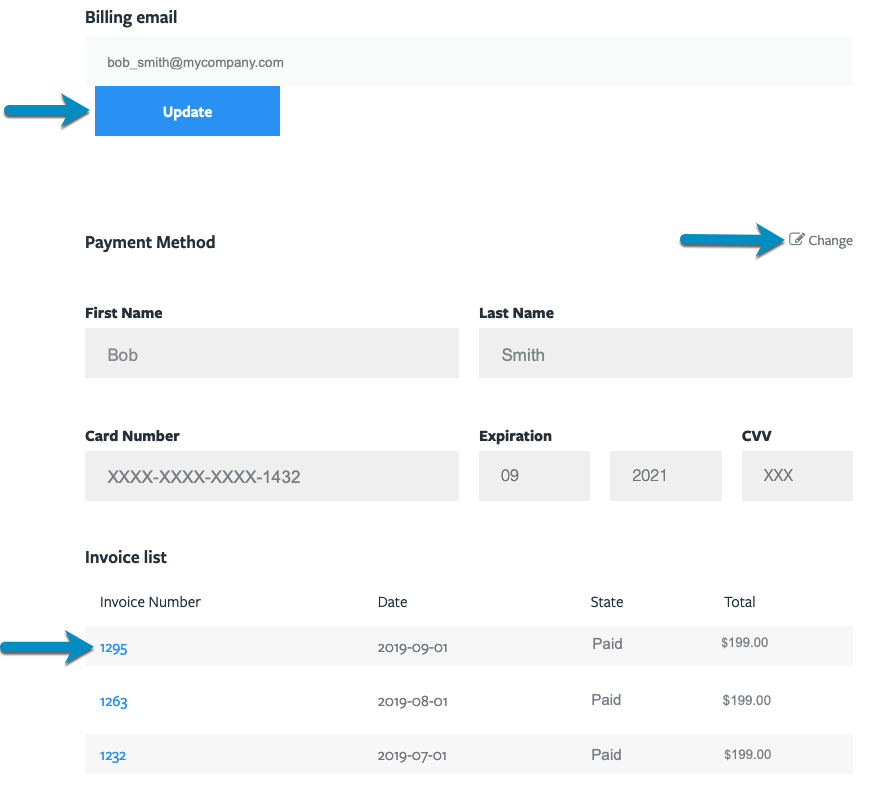 Billing email
bob_smith@mycompany.com
Update
Payment Method Change
First Name Last Name
Bob Smith
Card Number Expiration CVV
XXXX-XXXX-XXXX-1432 09 2021 XXX
Invoice list
Invoice Number Date State Total
1295 2019-09-01 Paid $199.00
1263 2019-08-01 Paid $199.00
1232 2019-07-01 Paid $199.00